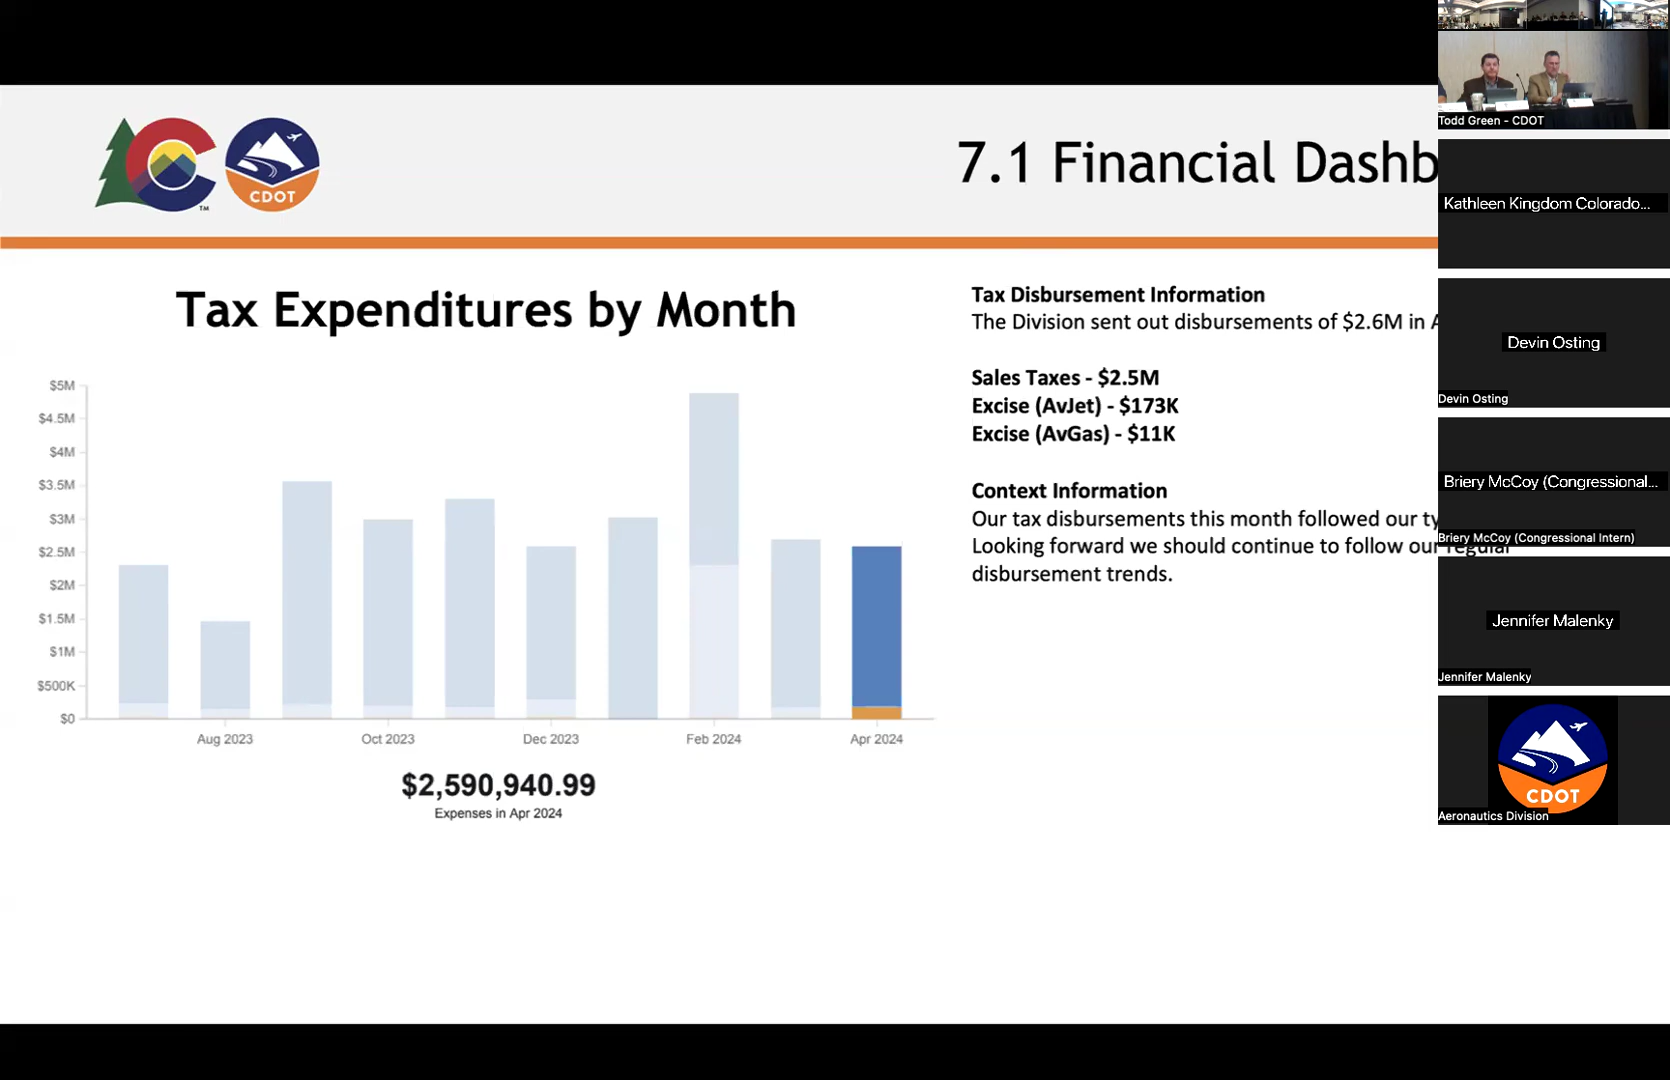 CDOT
TM
7.1 Financial Dashb
Tax Expenditures by Month
$5M
$4.5M
$4M
$3.5M
$3M
$2.5M
$2M
$1.5M
$1M
$500K
$0
Aug 2023
Oct 2023
Dec 2023
Feb 2024
Apr 2024
$2,590,940.99
Expenses in Apr 2024
Tax Disbursement Information
The Division sent out disbursements of $2.6M in A
Sales Taxes - $2.5M
Excise (AvJet) - $173K
Excise (AvGas) - $11K
Context Information
Our tax disbursements this month followed our ty
Looking forward we should continue to follow our regular
disbursement trends.
Todd Green - CDOT
Kathleen Kingdom Colorado...
Devin Osting
Devin Osting
Briery McCoy (Congressional...
Briery McCoy (Congressional Intern)
Jennifer Malenky
Jennifer Malenky
CDOT
Aeronautics Division